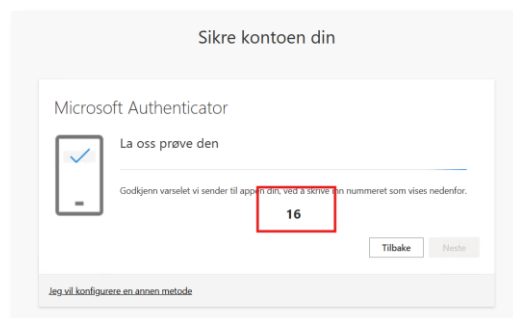 Sikre kontoen din
Microsoft Authenticator
La oss prøve den
Godkjenn varselet vi sender til appen din, ved å skrive inn nummeret som vises nedenfor.
16
Tilbake
Neste
Jeg vil konfigurere en annen metode